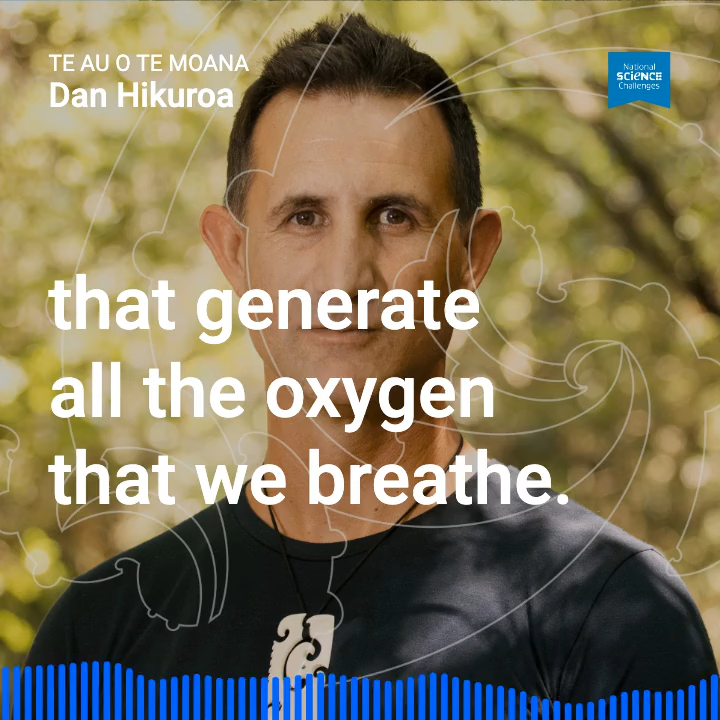 TE AU O TE MOANA
Dan Hikuroa
National
SCiENCE
Challenges
that generate
all the oxygen
that we breathe.